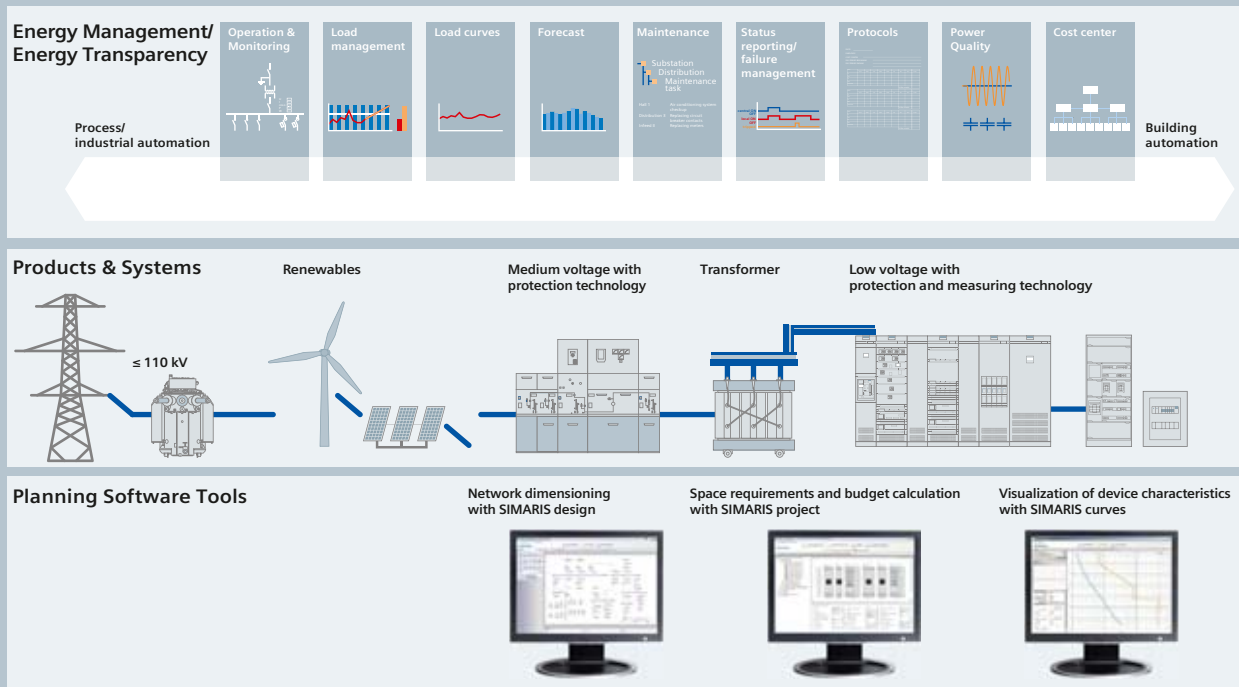 Energy Management/
Energy Transparency
Operation &
Monitoring
Load
management
Load curves
Forecast
Maintenance
Substation
Distribution
Maintenance
task
Status
reporting/
failure
management
Protocols
Power
Quality
Cost center
Process/
industrial automation
Building
automation
Products & Systems
Renewables
Medium voltage with
protection technology
Transformer
Low voltage with
protection and measuring technology
≤ 110 kV
Planning Software Tools
Network dimensioning
with SIMARIS design
Space requirements and budget calculation
with SIMARIS project
Visualization of device characteristics
with SIMARIS curves